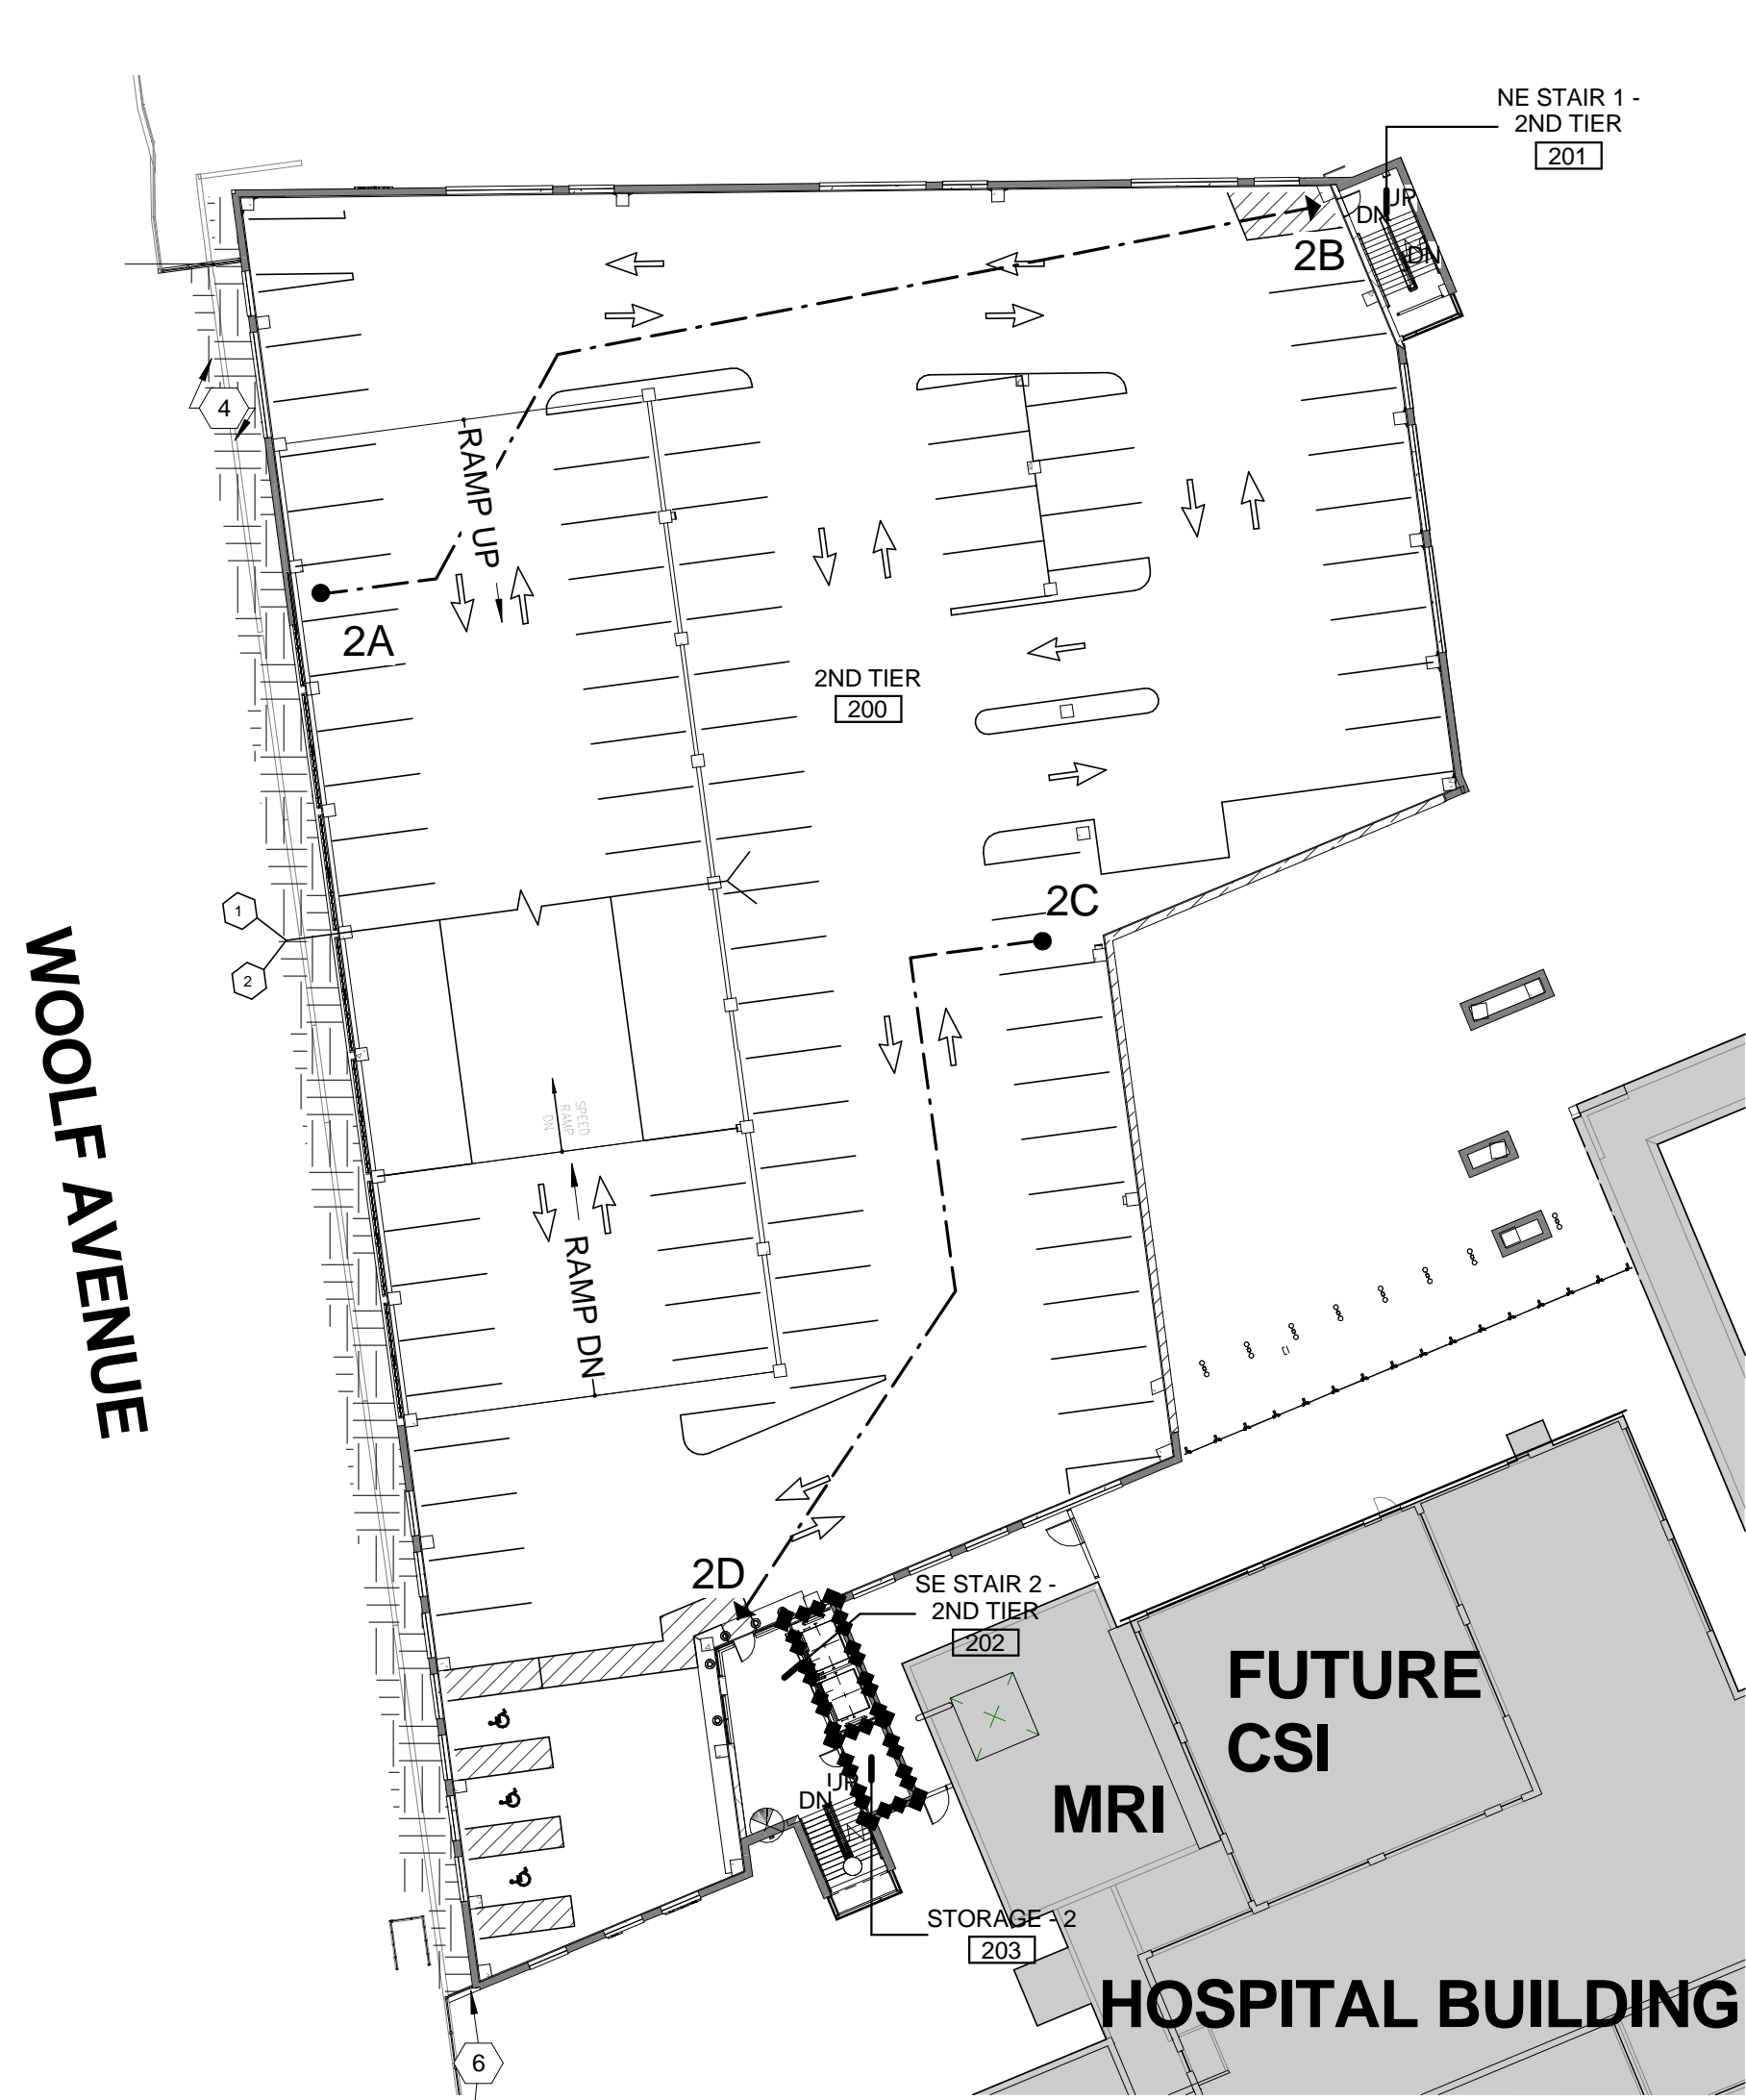 NE STAIR 1 -
2ND TIER
201
UP
DN
DN
2B
4
RAMP UP
2A
2ND TIER
200
2C
1
2
WOOLF AVENUE
SPEED
RAMP
DN
RAMP DN
2D
SE STAIR 2 -
2ND TIER
202
FUTURE
CSI
MRI
UP
DN
STORAGE - 2
203
HOSPITAL BUILDING
6